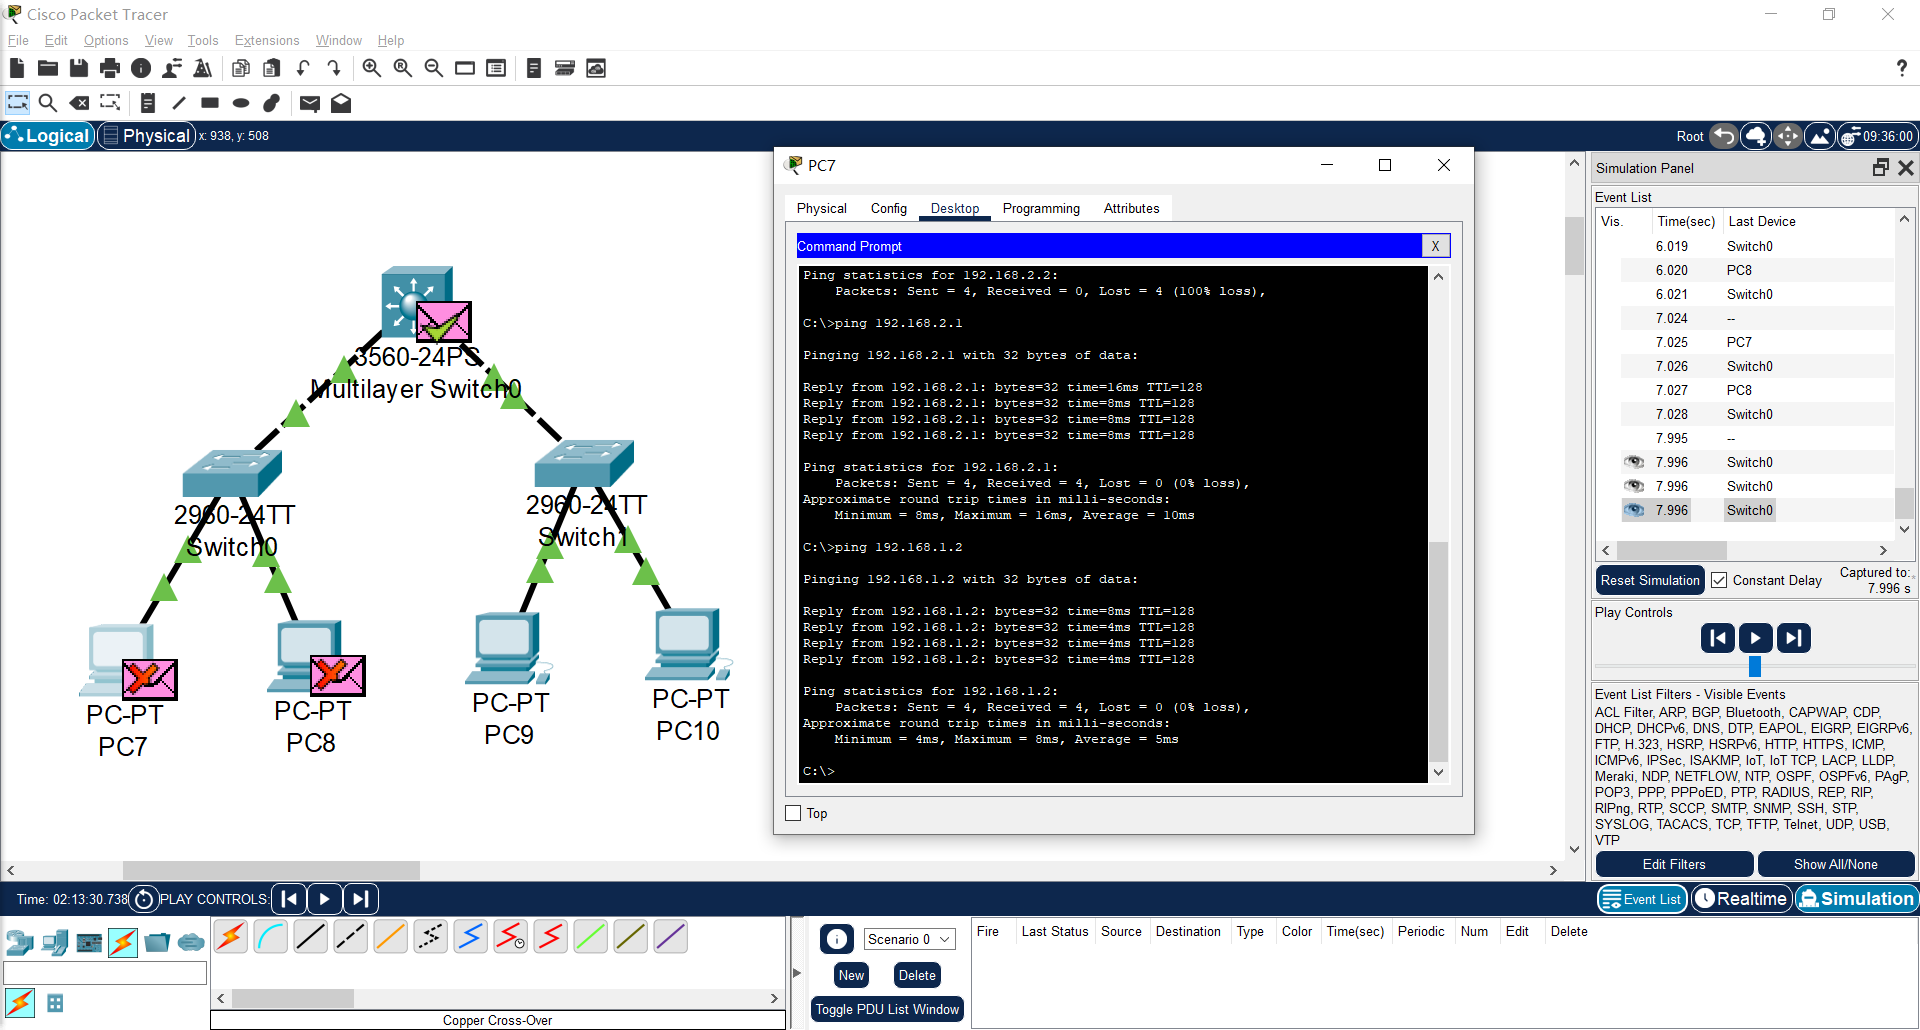 Cisco Packet Tracer
File Edit Options View Tools Extensions Window Help
Logical Physical x: 938, y: 508
Root 09:36:00
3560-24PS
Multilayer Switch0
2960-24TT
Switch0
2960-24TT
Switch1
PC-PT
PC7
PC-PT
PC8
PC-PT
PC9
PC-PT
PC10
PC7
Physical Config Desktop Programming Attributes
Command Prompt X
Ping statistics for 192.168.2.2:
Packets: Sent = 4, Received = 0, Lost = 4 (100% loss),
C:\>ping 192.168.2.1
Pinging 192.168.2.1 with 32 bytes of data:
Reply from 192.168.2.1: bytes=32 time=16ms TTL=128
Reply from 192.168.2.1: bytes=32 time=8ms TTL=128
Reply from 192.168.2.1: bytes=32 time=8ms TTL=128
Reply from 192.168.2.1: bytes=32 time=8ms TTL=128
Ping statistics for 192.168.2.1:
Packets: Sent = 4, Received = 4, Lost = 0 (0% loss),
Approximate round trip times in milli-seconds:
Minimum = 8ms, Maximum = 16ms, Average = 10ms
C:\>ping 192.168.1.2
Pinging 192.168.1.2 with 32 bytes of data:
Reply from 192.168.1.2: bytes=32 time=8ms TTL=128
Reply from 192.168.1.2: bytes=32 time=4ms TTL=128
Reply from 192.168.1.2: bytes=32 time=4ms TTL=128
Reply from 192.168.1.2: bytes=32 time=4ms TTL=128
Ping statistics for 192.168.1.2:
Packets: Sent = 4, Received = 4, Lost = 0 (0% loss),
Approximate round trip times in milli-seconds:
Minimum = 4ms, Maximum = 8ms, Average = 5ms
C:\>
Top
Simulation Panel
Event List
Vis. Time(sec) Last Device
6.019 Switch0
6.020 PC8
6.021 Switch0
7.024 --
7.025 PC7
7.026 Switch0
7.027 PC8
7.028 Switch0
7.995 --
7.996 Switch0
7.996 Switch0
7.996 Switch0
Reset Simulation Constant Delay Captured to:
7.996 s
Play Controls
Event List Filters - Visible Events
ACL Filter, ARP, BGP, Bluetooth, CAPWAP, CDP,
DHCP, DHCPv6, DNS, DTP, EAPOL, EIGRP, EIGRPv6,
FTP, H.323, HSRP, HSRPv6, HTTP, HTTPS, ICMP,
ICMPv6, IPSec, ISAKMP, IoT, IoT TCP, LACP, LLDP,
Meraki, NDP, NETFLOW, NTP, OSPF, OSPFv6, PAgP,
POP3, PPP, PPPoED, PTP, RADIUS, REP, RIP,
RIPng, RTP, SCCP, SMTP, SNMP, SSH, STP,
SYSLOG, TACACS, TCP, TFTP, Telnet, UDP, USB,
VTP
Edit Filters Show All/None
Time: 02:13:30.738 PLAY CONTROLS:
Event List Realtime Simulation
Copper Cross-Over
Scenario 0
New Delete
Toggle PDU List Window
Fire Last Status Source Destination Type Color Time(sec) Periodic Num Edit Delete